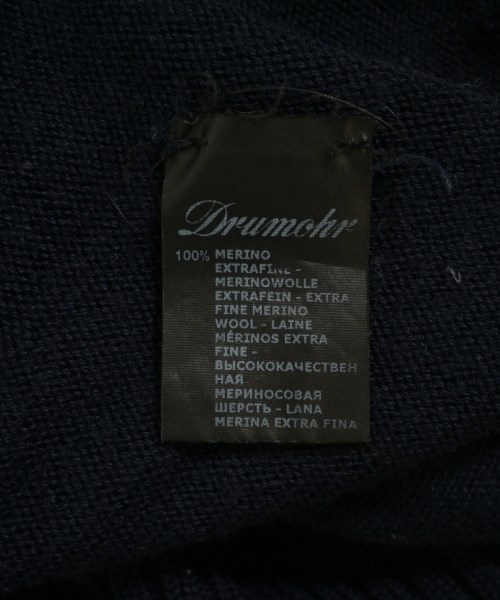 Drumohr
100% MERINO
EXTRAFINE -
MERINOWOLLE
EXTRAFEIN - EXTRA
FINE MERINO
WOOL - LAINE
MÉRINOS EXTRA
FINE -
ВЫСОКОКАЧЕСТВЕН
НАЯ
МЕРИНОСОВАЯ
ШЕРСТЬ - LANA
MERINA EXTRA FINA